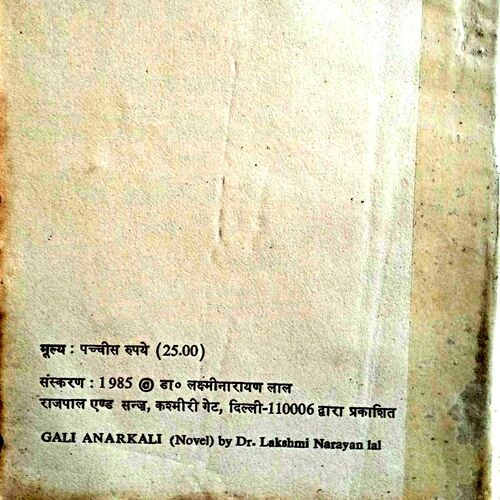 मूल्य : पच्चीस रुपये (25.00)
संस्करण : 1985 @ डा० लक्ष्मीनारायण लाल
राजपाल एण्ड सन्ज़, कश्मीरी गेट, दिल्ली-110006 द्वारा प्रकाशित
GALI ANARKALI (Novel) by Dr. Lakshmi Narayan lal